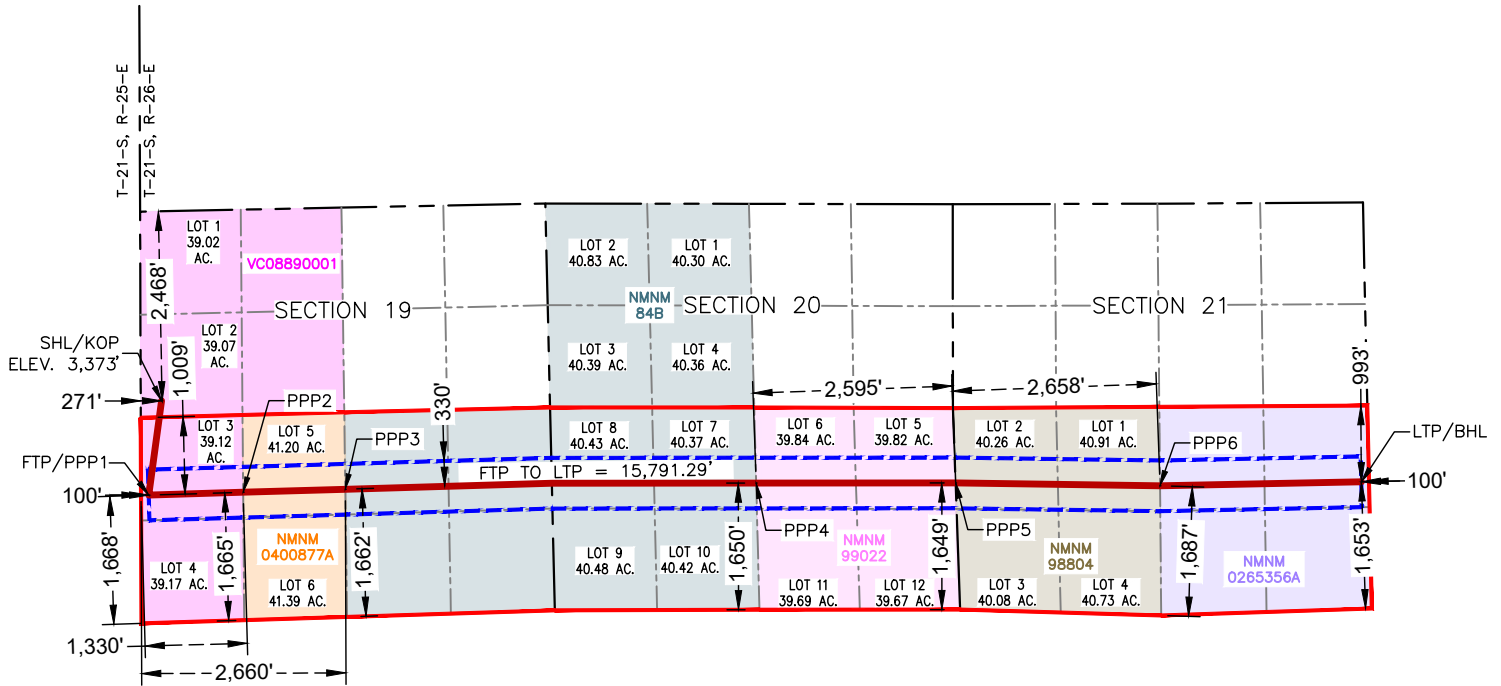 T-21-S, R-25-E
T-21-S, R-26-E
LOT 1
39.02
AC.
VC08890001
2,468'
SECTION 19
LOT 2
40.83 AC.
LOT 1
40.30 AC.
NMNM
84B
SECTION 20
SECTION 21
LOT 2
39.07
AC.
SHL/KOP
ELEV. 3,373'
271'
1,009'
LOT 3
40.39 AC.
LOT 4
40.36 AC.
2,595'
2,658'
993'
PPP2
330'
LOT 3
39.12
AC.
LOT 5
41.20 AC.
PPP3
LOT 8
40.43 AC.
LOT 7
40.37 AC.
LOT 6
39.84 AC.
LOT 5
39.82 AC.
LOT 2
40.26 AC.
LOT 1
40.91 AC.
PPP6
LTP/BHL
FTP/PPP1
FTP TO LTP = 15,791.29'
100'
100'
1,668'
1,665'
1,662'
NMNM
0400877A
LOT 4
39.17 AC.
LOT 6
41.39 AC.
LOT 9
40.48 AC.
LOT 10
40.42 AC.
1,650'
PPP4
NMNM
99022
1,649'
PPP5
NMNM
98804
1,687'
NMNM
0265356A
1,653'
LOT 11
39.69 AC.
LOT 12
39.67 AC.
LOT 3
40.08 AC.
LOT 4
40.73 AC.
1,330'
2,660'